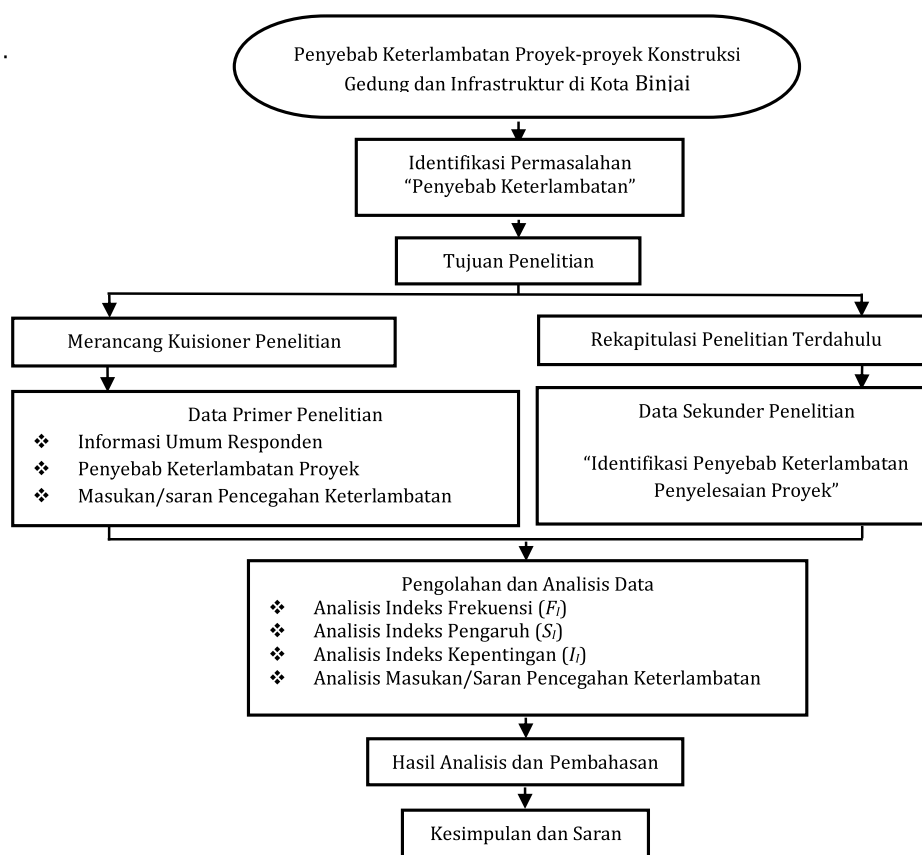 Penyebab Keterlambatan Proyek-proyek Konstruksi
Gedung dan Infrastruktur di Kota Binjai
Identifikasi Permasalahan
“Penyebab Keterlambatan”
Tujuan Penelitian
Merancang Kuisioner Penelitian
Rekapitulasi Penelitian Terdahulu
Data Primer Penelitian
❖ Informasi Umum Responden
❖ Penyebab Keterlambatan Proyek
❖ Masukan/saran Pencegahan Keterlambatan
Data Sekunder Penelitian
“Identifikasi Penyebab Keterlambatan
Penyelesaian Proyek”
Pengolahan dan Analisis Data
❖ Analisis Indeks Frekuensi (F_I)
❖ Analisis Indeks Pengaruh (S_I)
❖ Analisis Indeks Kepentingan (I_I)
❖ Analisis Masukan/Saran Pencegahan Keterlambatan
Hasil Analisis dan Pembahasan
Kesimpulan dan Saran